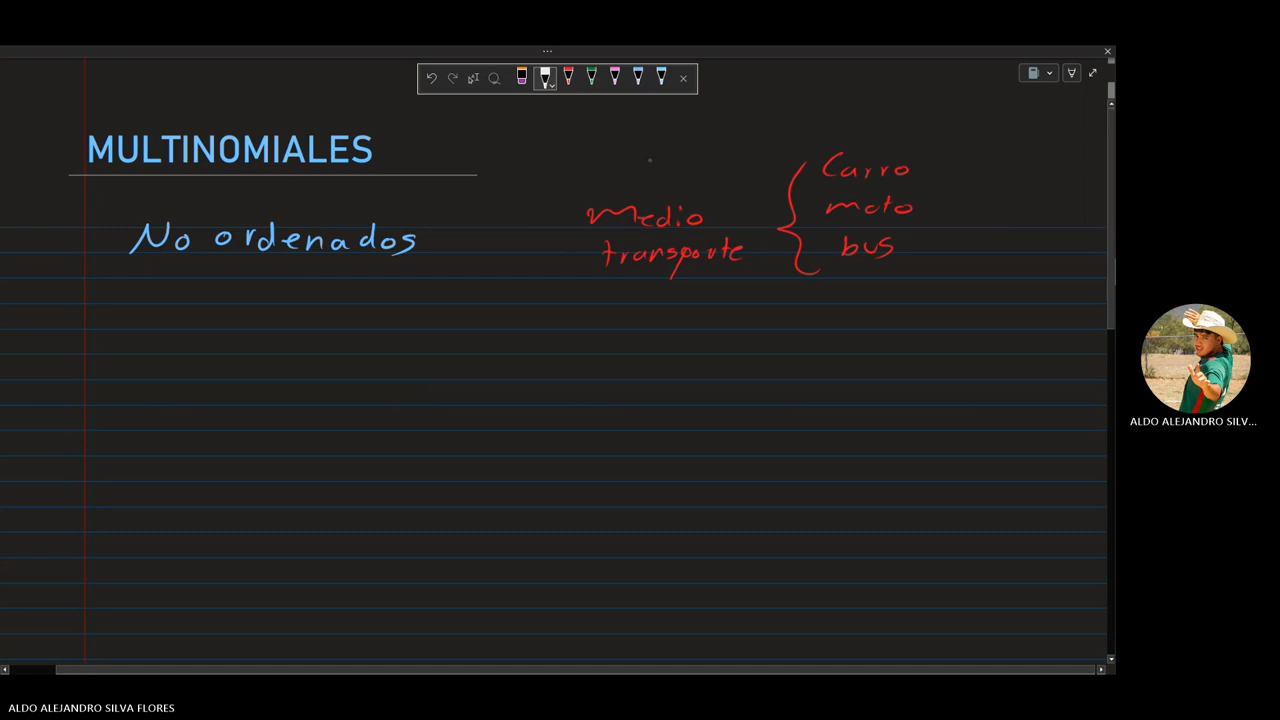 MULTINOMIALES
No ordenados
Medio
transporte
Carro
moto
bus
ALDO ALEJANDRO SILV...
ALDO ALEJANDRO SILVA FLORES